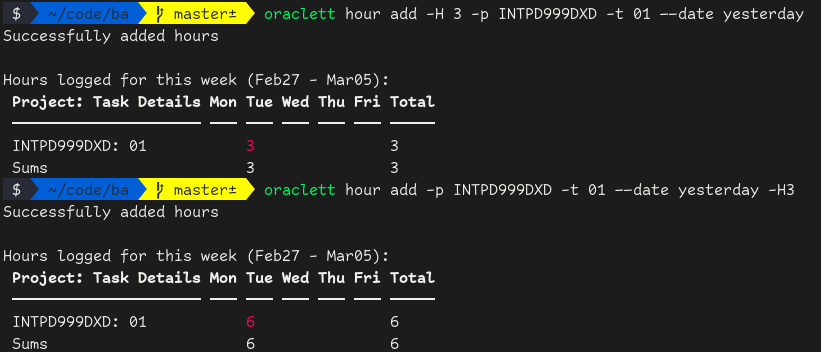 $ ~/code/ba master± oraclett hour add -H 3 -p INTPD999DXD -t 01 --date yesterday
Successfully added hours
Hours logged for this week (Feb27 - Mar05):
Project: Task Details Mon Tue Wed Thu Fri Total
INTPD999DXD: 01 3 3
Sums 3 3
$ ~/code/ba master± oraclett hour add -p INTPD999DXD -t 01 --date yesterday -H3
Successfully added hours
Hours logged for this week (Feb27 - Mar05):
Project: Task Details Mon Tue Wed Thu Fri Total
INTPD999DXD: 01 6 6
Sums 6 6